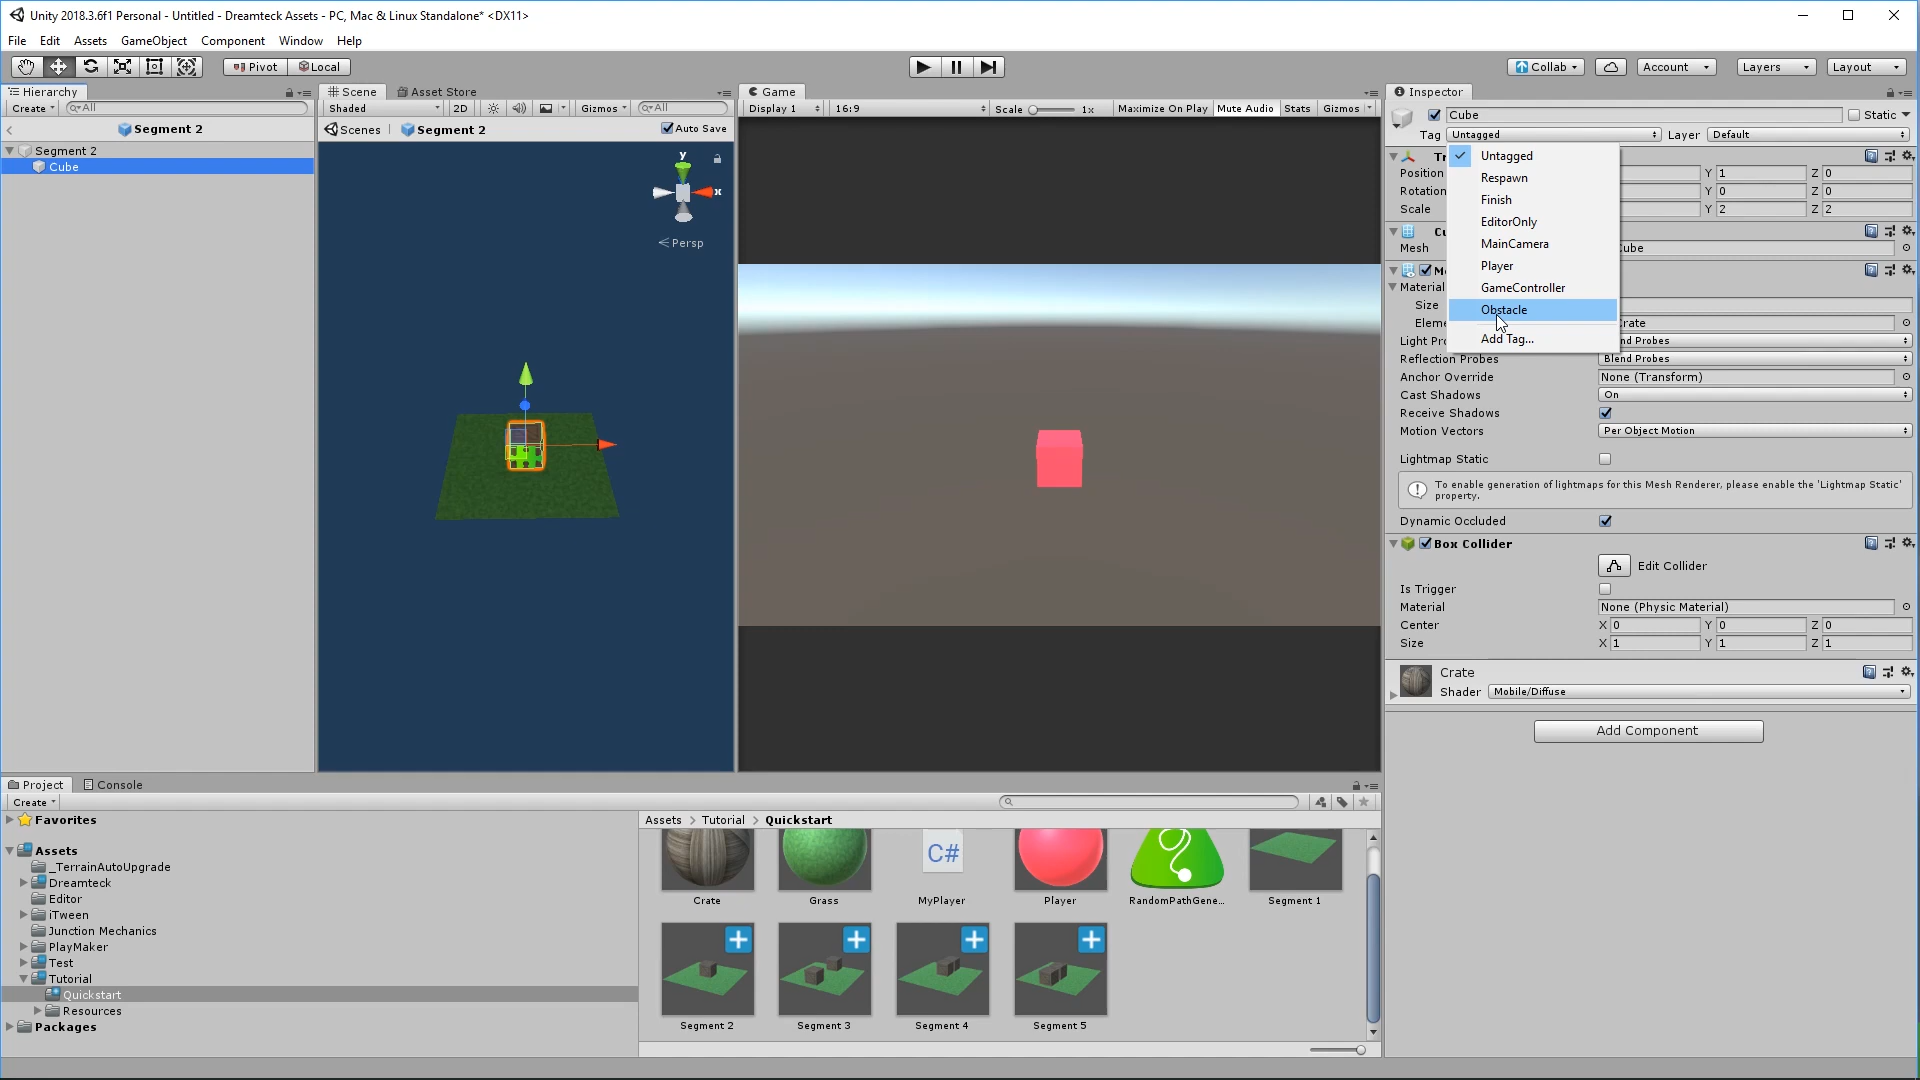 Unity 2018.3.6f1 Personal - Untitled - Dreamteck Assets - PC, Mac & Linux Standalone* <DX11>
File Edit Assets GameObject Component Window Help
Pivot Local
Collab Account Layers Layout
Hierarchy
Create All
Segment 2
Segment 2
Cube
Scene Asset Store
Shaded 2D Gizmos All
Scenes Segment 2 Auto Save
y
x
Persp
Game
Display 1 16:9 Scale 1x Maximize On Play Mute Audio Stats Gizmos
Inspector
Cube Static
Tag Untagged Layer Default
Untagged
Respawn
Finish
EditorOnly
MainCamera
Player
GameController
Obstacle
Add Tag...
Position Y 1 Z 0
Rotation Y 0 Z 0
Scale Y 2 Z 2
Mesh Cube
Material
Size
Eleme Crate
Light Pro Blend Probes
Reflection Probes Blend Probes
Anchor Override None (Transform)
Cast Shadows On
Receive Shadows
Motion Vectors Per Object Motion
Lightmap Static
To enable generation of lightmaps for this Mesh Renderer, please enable the 'Lightmap Static'
property.
Dynamic Occluded
Box Collider
Edit Collider
Is Trigger
Material None (Physic Material)
Center X 0 Y 0 Z 0
Size X 1 Y 1 Z 1
Crate
Shader Mobile/Diffuse
Add Component
Project Console
Create
Favorites
Assets
_TerrainAutoUpgrade
Dreamteck
Editor
iTween
Junction Mechanics
PlayMaker
Test
Tutorial
Quickstart
Resources
Packages
Assets > Tutorial > Quickstart
C#
Crate Grass MyPlayer Player RandomPathGene... Segment 1
Segment 2 Segment 3 Segment 4 Segment 5